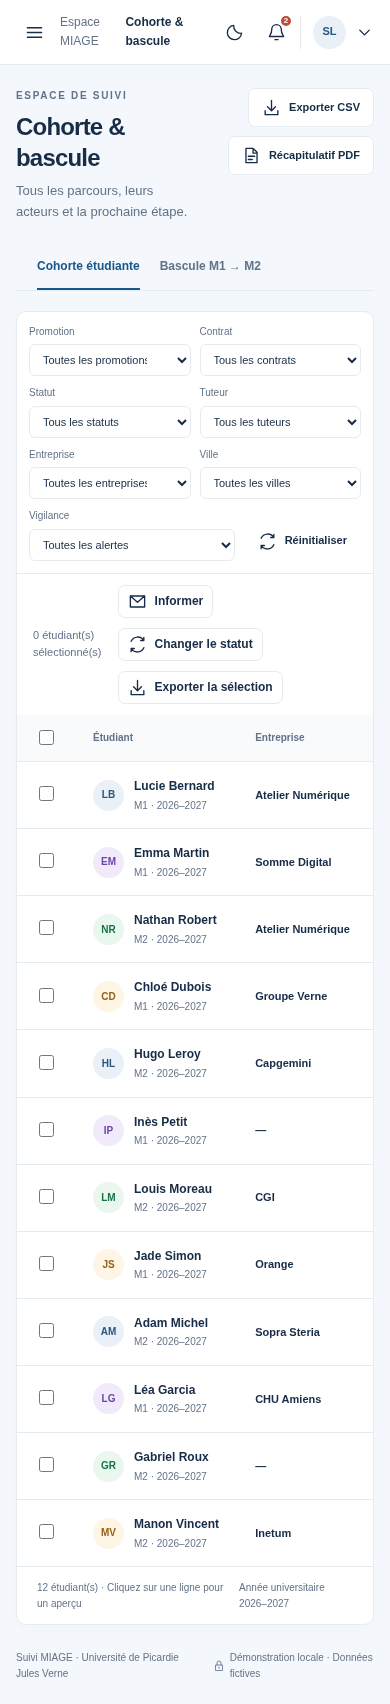 Espace
MIAGE
Cohorte &
bascule
2
SL
ESPACE DE SUIVI
Cohorte &
bascule
Tous les parcours, leurs
acteurs et la prochaine étape.
Exporter CSV
Récapitulatif PDF
Cohorte étudiante
Bascule M1 → M2
Promotion
Contrat
Toutes les promotions
Tous les contrats
Statut
Tuteur
Tous les statuts
Tous les tuteurs
Entreprise
Ville
Toutes les entreprises
Toutes les villes
Vigilance
Toutes les alertes
Réinitialiser
0 étudiant(s)
sélectionné(s)
Informer
Changer le statut
Exporter la sélection
Étudiant
Entreprise
LB
Lucie Bernard
M1 · 2026–2027
Atelier Numérique
EM
Emma Martin
M1 · 2026–2027
Somme Digital
NR
Nathan Robert
M2 · 2026–2027
Atelier Numérique
CD
Chloé Dubois
M1 · 2026–2027
Groupe Verne
HL
Hugo Leroy
M2 · 2026–2027
Capgemini
IP
Inès Petit
M1 · 2026–2027
—
LM
Louis Moreau
M2 · 2026–2027
CGI
JS
Jade Simon
M1 · 2026–2027
Orange
AM
Adam Michel
M2 · 2026–2027
Sopra Steria
LG
Léa Garcia
M1 · 2026–2027
CHU Amiens
GR
Gabriel Roux
M2 · 2026–2027
—
MV
Manon Vincent
M2 · 2026–2027
Inetum
12 étudiant(s) · Cliquez sur une ligne pour
un aperçu
Année universitaire
2026–2027
Suivi MIAGE · Université de Picardie
Jules Verne
Démonstration locale · Données
fictives